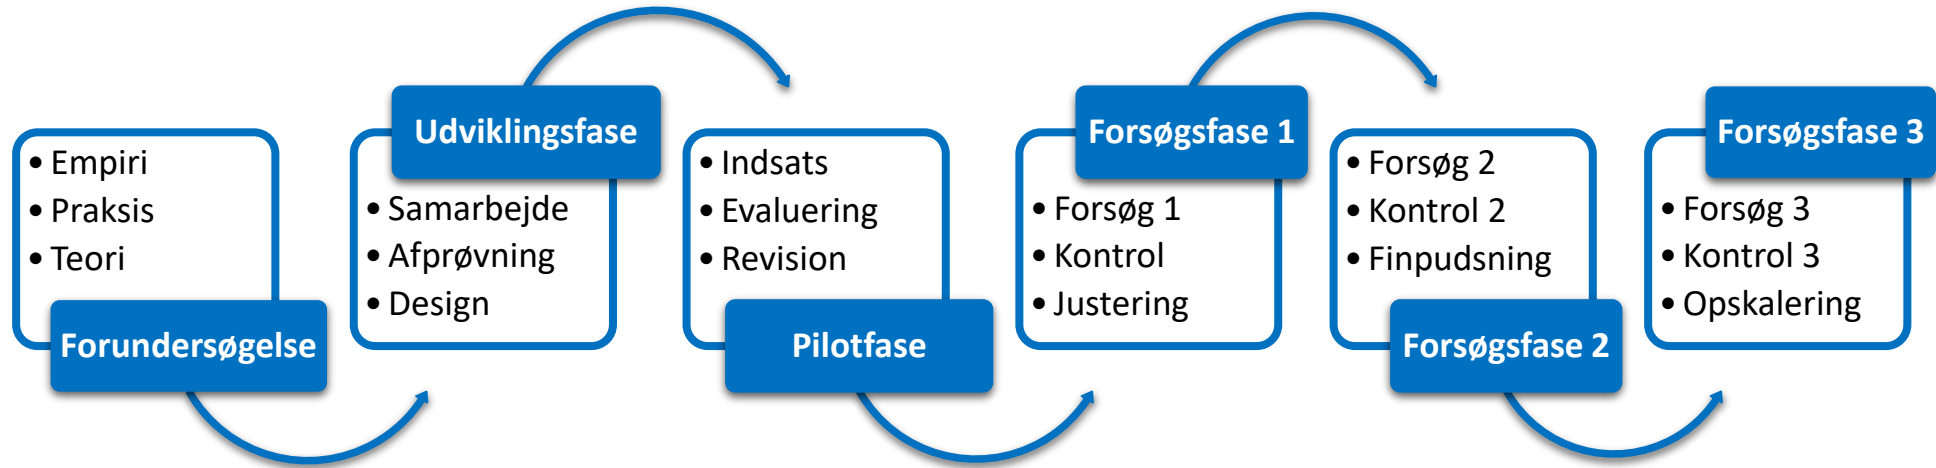 • Empiri
• Praksis
• Teori
Forundersøgelse
Udviklingsfase
• Samarbejde
• Afprøvning
• Design
• Indsats
• Evaluering
• Revision
Pilotfase
Forsøgsfase 1
• Forsøg 1
• Kontrol
• Justering
• Forsøg 2
• Kontrol 2
• Finpudsning
Forsøgsfase 2
Forsøgsfase 3
• Forsøg 3
• Kontrol 3
• Opskalering